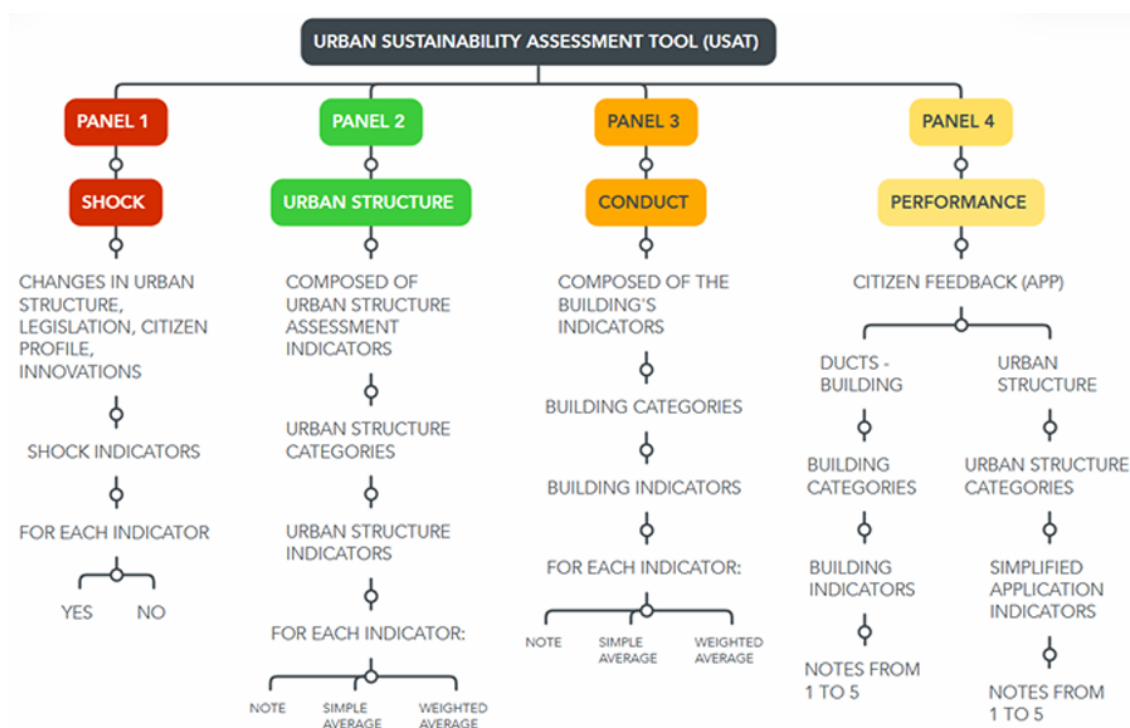 URBAN SUSTAINABILITY ASSESSMENT TOOL (USAT)
PANEL 1
SHOCK
CHANGES IN URBAN
STRUCTURE,
LEGISLATION, CITIZEN
PROFILE,
INNOVATIONS
SHOCK INDICATORS
FOR EACH INDICATOR
YES
NO
PANEL 2
URBAN STRUCTURE
COMPOSED OF
URBAN STRUCTURE
ASSESSMENT
INDICATORS
URBAN STRUCTURE
CATEGORIES
URBAN STRUCTURE
INDICATORS
FOR EACH INDICATOR:
NOTE
SIMPLE
AVERAGE
WEIGHTED
AVERAGE
PANEL 3
CONDUCT
COMPOSED OF THE
BUILDING'S
INDICATORS
BUILDING CATEGORIES
BUILDING INDICATORS
FOR EACH INDICATOR:
NOTE
SIMPLE
AVERAGE
WEIGHTED
AVERAGE
PANEL 4
PERFORMANCE
CITIZEN FEEDBACK (APP)
DUCTS -
BUILDING
BUILDING
CATEGORIES
BUILDING
INDICATORS
NOTES FROM
1 TO 5
URBAN
STRUCTURE
URBAN STRUCTURE
CATEGORIES
SIMPLIFIED
APPLICATION
INDICATORS
NOTES FROM
1 TO 5